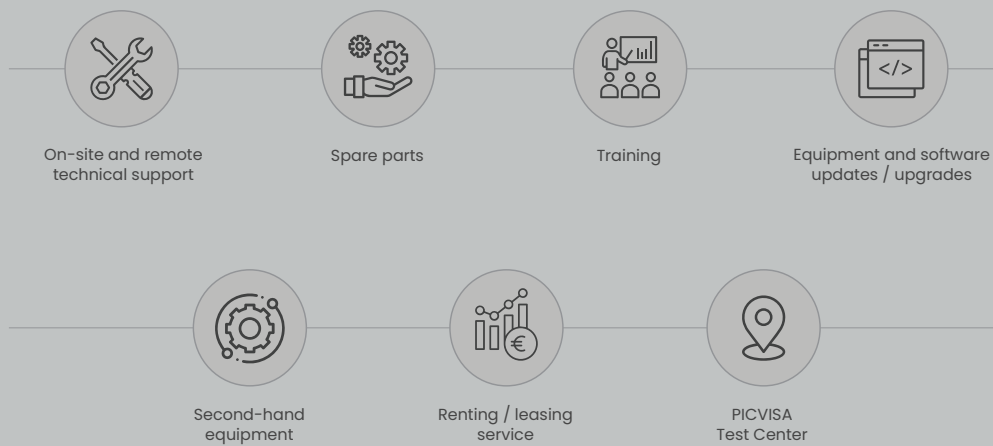 On-site and remote
technical support
Spare parts
Training
Equipment and software
updates / upgrades
</>
€
Second-hand
equipment
Renting / leasing
service
PICVISA
Test Center